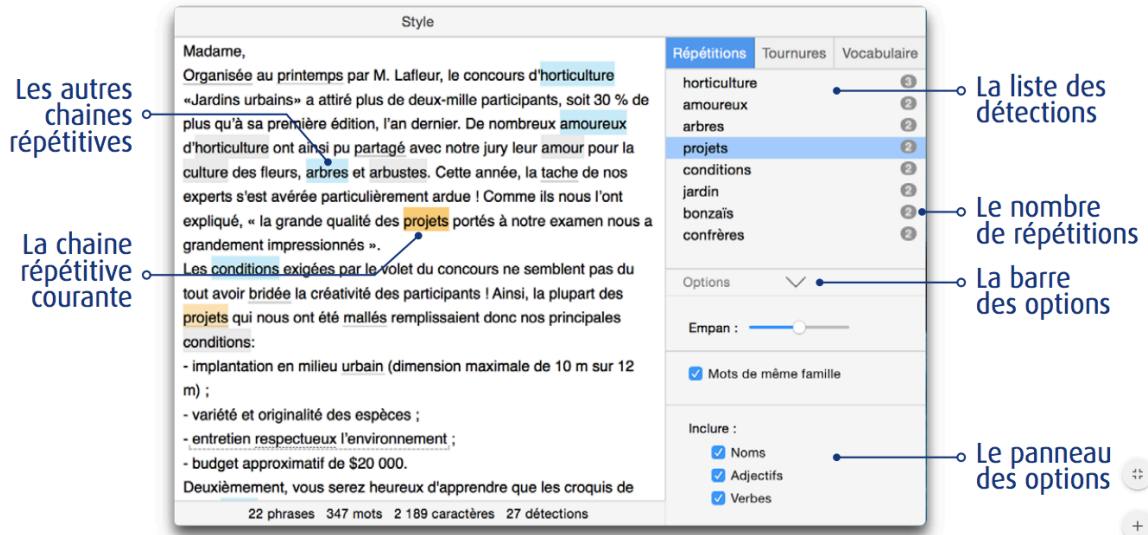 Style
Madame,
Organisée au printemps par M. Lafleur, le concours d'horticulture
«Jardins urbains» a attiré plus de deux-mille participants, soit 30 % de
plus qu'à sa première édition, l'an dernier. De nombreux amoureux
d'horticulture ont ainsi pu partagé avec notre jury leur amour pour la
culture des fleurs, arbres et arbustes. Cette année, la tache de nos
experts s'est avérée particulièrement ardue ! Comme ils nous l'ont
expliqué, « la grande qualité des projets portés à notre examen nous a
grandement impressionnés ».
Les conditions exigées par le volet du concours ne semblent pas du
tout avoir bridée la créativité des participants ! Ainsi, la plupart des
projets qui nous ont été mallés remplissaient donc nos principales
conditions:
- implantation en milieu urbain (dimension maximale de 10 m sur 12
m) ;
- variété et originalité des espèces ;
- entretien respectueux l'environnement ;
- budget approximatif de $20 000.
Deuxièmement, vous serez heureux d'apprendre que les croquis de
22 phrases 347 mots 2 189 caractères 27 détections
Répétitions Tournures Vocabulaire
horticulture 3
amoureux 2
arbres 2
projets 2
conditions 2
jardin 2
bonzaïs 2
confrères 2
Options
Empan :
Mots de même famille
Inclure :
Noms
Adjectifs
Verbes
Les autres
chaines
répétitives
La chaine
répétitive
courante
La liste des
détections
Le nombre
de répétitions
La barre
des options
Le panneau
des options